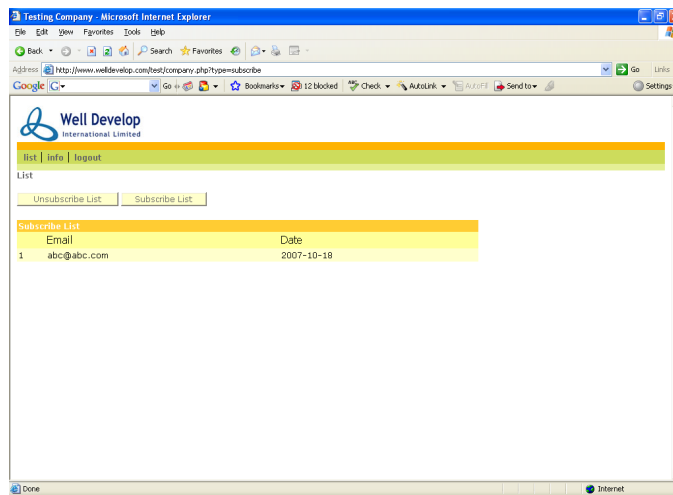 Testing Company - Microsoft Internet Explorer
File Edit View Favorites Tools Help
Back Search Favorites
Address http://www.welldevelop.com/test/company.php?type=subscribe Go Links
Google G Go Bookmarks 12 blocked ABC Check AutoLink AutoFill Send to Settings
Well Develop
International Limited
list | info | logout
List
Unsubscribe List Subscribe List
Subscribe List
Email Date
1 abc@abc.com 2007-10-18
Done Internet